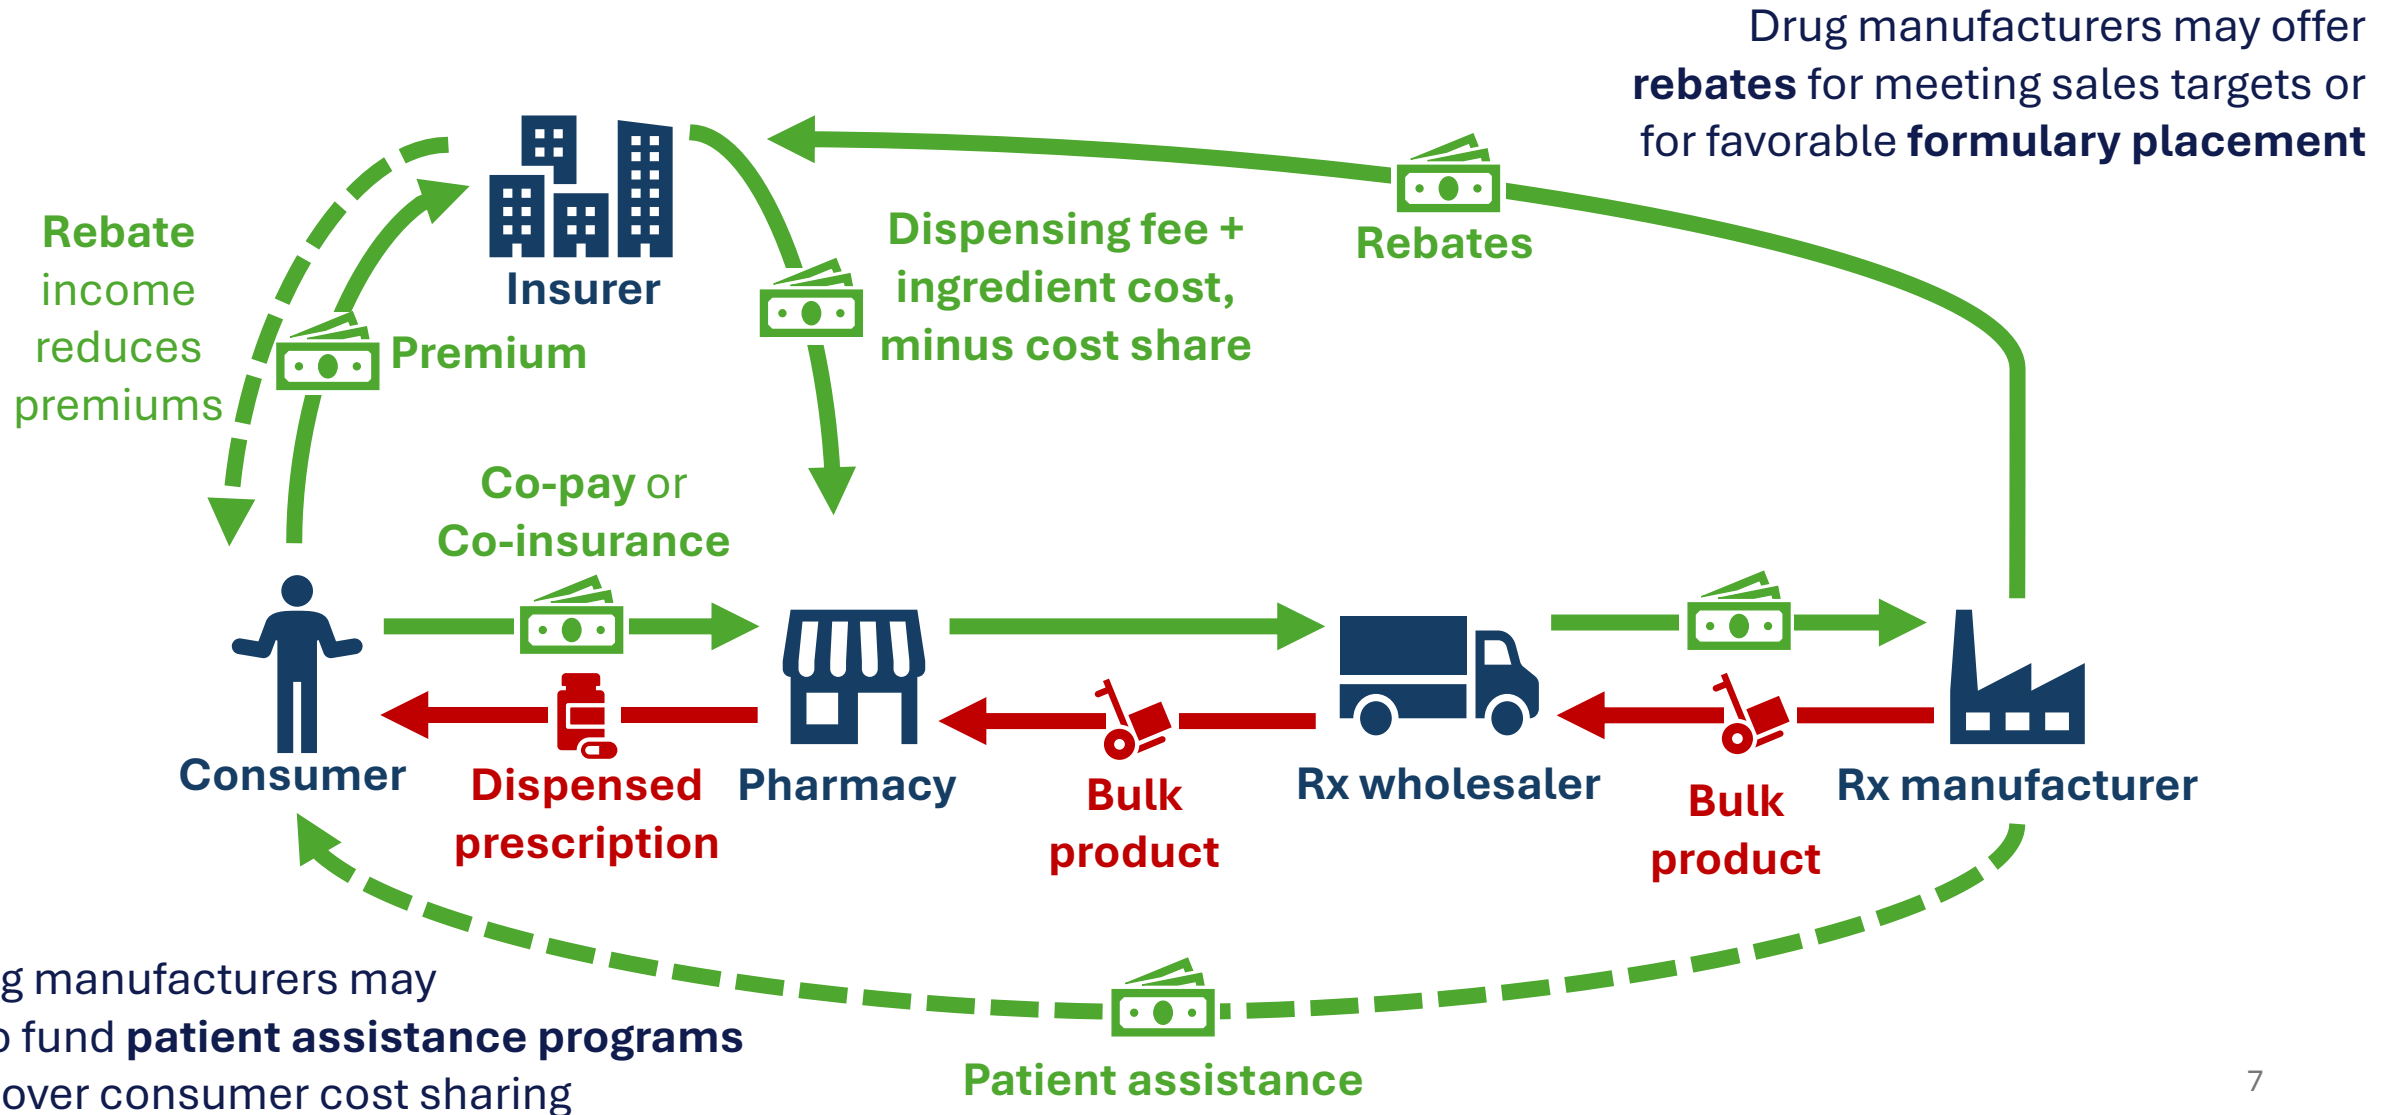 Drug manufacturers may offer
rebates for meeting sales targets or
for favorable formulary placement
Rebate
income
reduces
premiums
Insurer
Premium
Dispensing fee +
ingredient cost,
minus cost share
Rebates
Co-pay or
Co-insurance
Consumer
Dispensed
prescription
Pharmacy
Bulk
product
Rx wholesaler
Bulk
product
Rx manufacturer
g manufacturers may
o fund patient assistance programs
over consumer cost sharing
Patient assistance
7